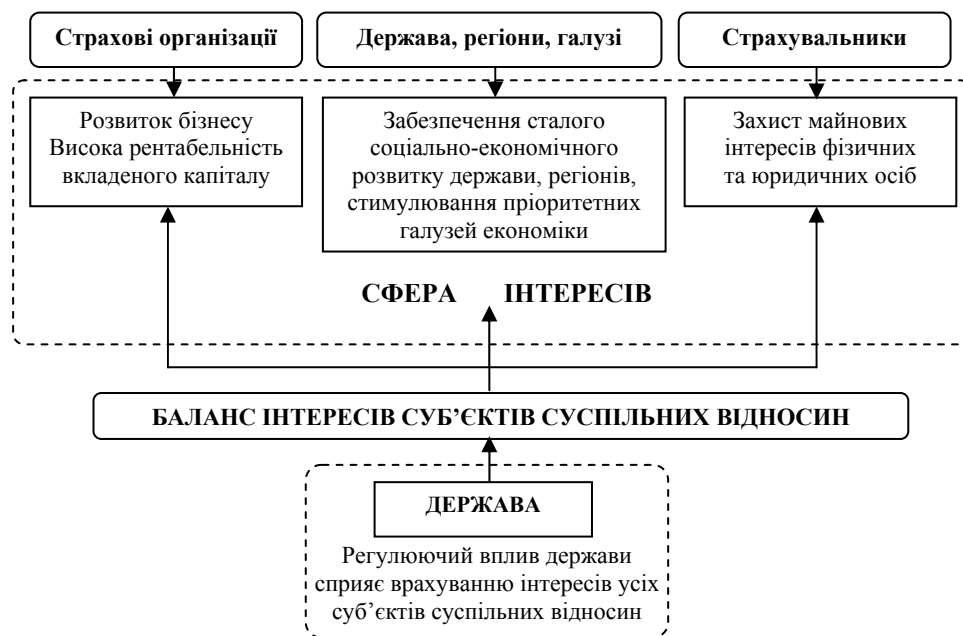 Страхові організації
Держава, регіони, галузі
Страхувальники
Розвиток бізнесу
Висока рентабельність
вкладеного капіталу
Забезпечення сталого
соціально-економічного
розвитку держави, регіонів,
стимулювання пріоритетних
галузей економіки
Захист майнових
інтересів фізичних
та юридичних осіб
СФЕРА ІНТЕРЕСІВ
БАЛАНС ІНТЕРЕСІВ СУБ’ЄКТІВ СУСПІЛЬНИХ ВІДНОСИН
ДЕРЖАВА
Регулюючий вплив держави
сприяє врахуванню інтересів усіх
суб’єктів суспільних відносин